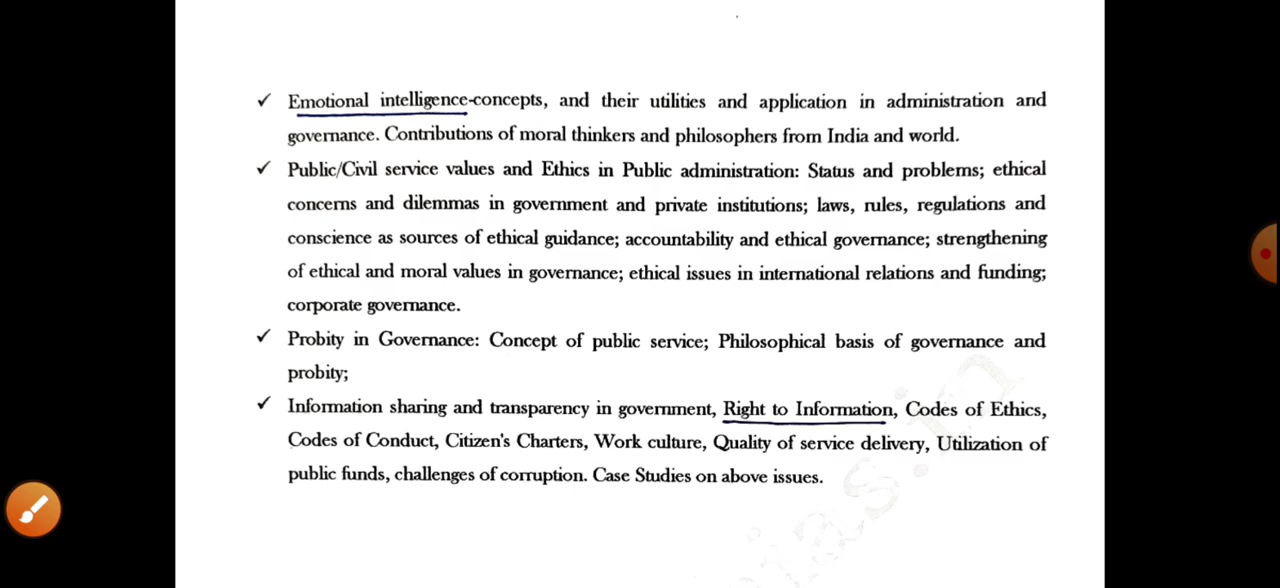 ✓ Emotional intelligence-concepts, and their utilities and application in administration and
governance. Contributions of moral thinkers and philosophers from India and world.
✓ Public/Civil service values and Ethics in Public administration: Status and problems; ethical
concerns and dilemmas in government and private institutions; laws, rules, regulations and
conscience as sources of ethical guidance; accountability and ethical governance; strengthening
of ethical and moral values in governance; ethical issues in international relations and funding;
corporate governance.
✓ Probity in Governance: Concept of public service; Philosophical basis of governance and
probity;
✓ Information sharing and transparency in government, Right to Information, Codes of Ethics,
Codes of Conduct, Citizen's Charters, Work culture, Quality of service delivery, Utilization of
public funds, challenges of corruption. Case Studies on above issues.